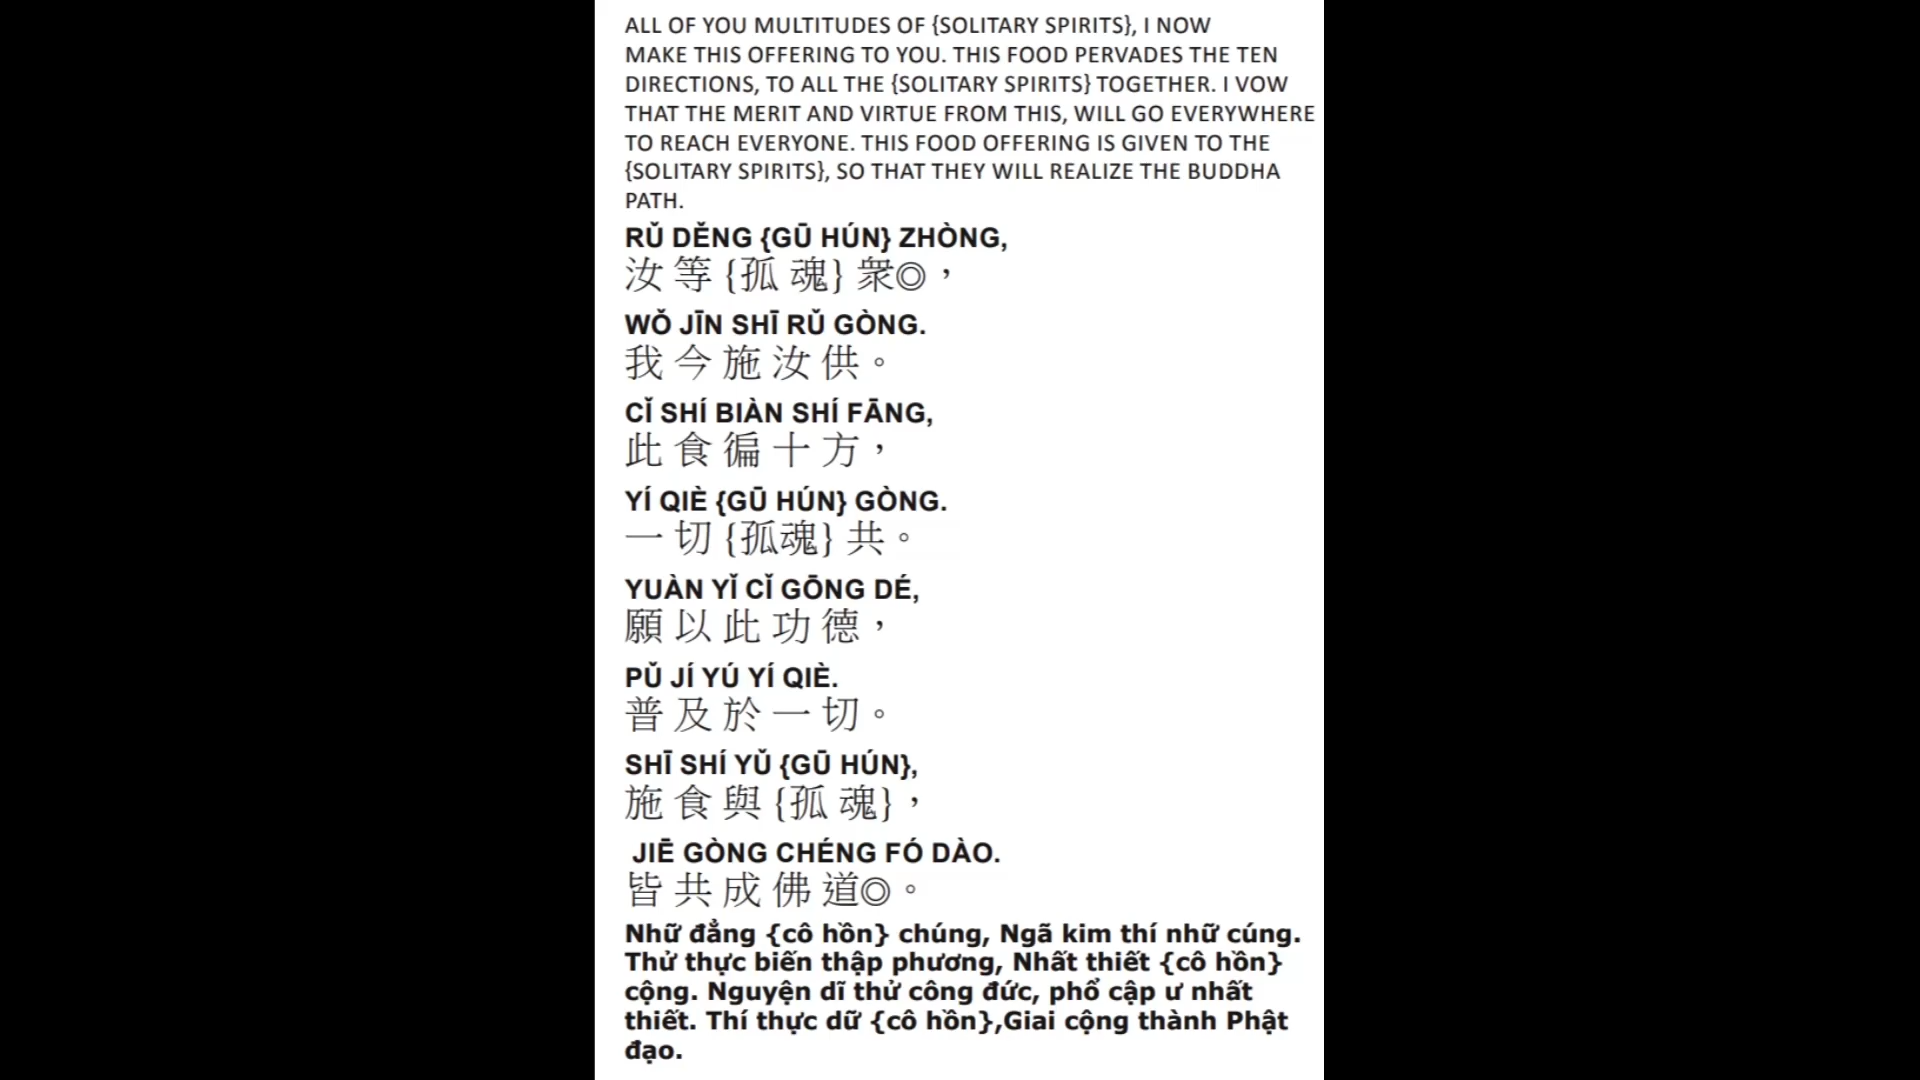 ALL OF YOU MULTITUDES OF {SOLITARY SPIRITS}, I NOW
MAKE THIS OFFERING TO YOU. THIS FOOD PERVADES THE TEN
DIRECTIONS, TO ALL THE {SOLITARY SPIRITS} TOGETHER. I VOW
THAT THE MERIT AND VIRTUE FROM THIS, WILL GO EVERYWHERE
TO REACH EVERYONE. THIS FOOD OFFERING IS GIVEN TO THE
{SOLITARY SPIRITS}, SO THAT THEY WILL REALIZE THE BUDDHA
PATH.
RǓ DĚNG {GŪ HÚN} ZHÒNG,
汝 等 {孤 魂} 衆◎，
WǑ JĪN SHĪ RǓ GÒNG.
我 今 施 汝 供。
CǏ SHÍ BIÀN SHÍ FĀNG,
此 食 徧 十 方，
YÍ QIÈ {GŪ HÚN} GÒNG.
一 切 {孤魂} 共。
YUÀN YǏ CǏ GŌNG DÉ,
願 以 此 功 德，
PǓ JÍ YÚ YÍ QIÈ.
普 及 於 一 切。
SHĪ SHÍ YǓ {GŪ HÚN},
施 食 與 {孤 魂}，
JIĒ GÒNG CHÉNG FÓ DÀO.
皆 共 成 佛 道◎。
Nhữ đẳng {cô hồn} chúng, Ngã kim thí nhữ cúng.
Thử thực biến thập phương, Nhất thiết {cô hồn}
cộng. Nguyện dĩ thử công đức, phổ cập ư nhất
thiết. Thí thực dữ {cô hồn},Giai cộng thành Phật
đạo.